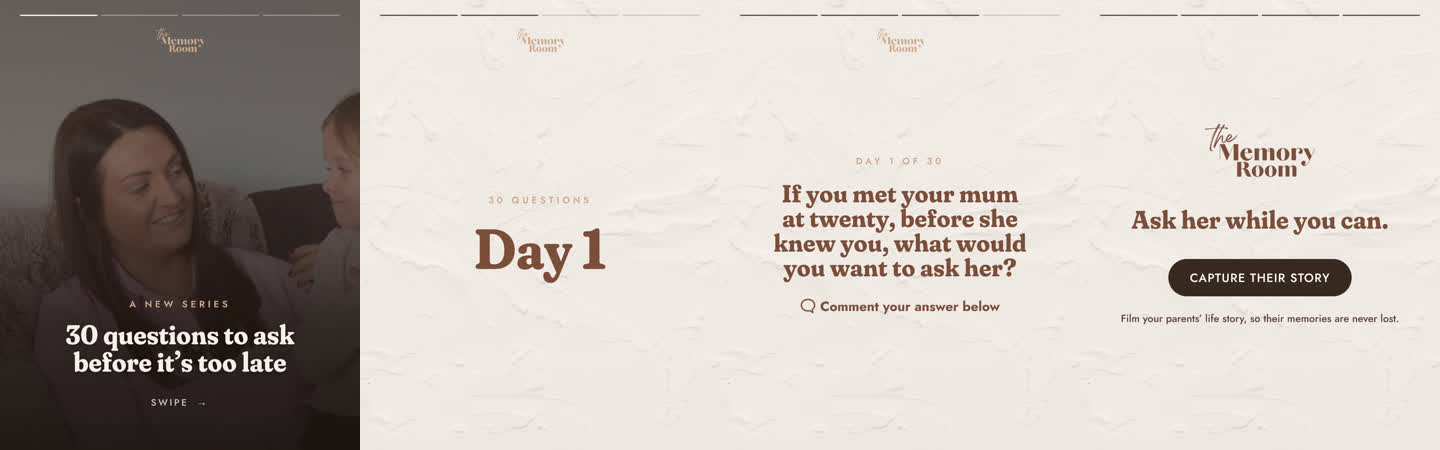 the
Memory
Room
A NEW SERIES
30 questions to ask
before it’s too late
SWIPE →
the
Memory
Room
30 QUESTIONS
Day 1
the
Memory
Room
DAY 1 OF 30
If you met your mum
at twenty, before she
knew you, what would
you want to ask her?
Comment your answer below
the
Memory
Room
Ask her while you can.
CAPTURE THEIR STORY
Film your parents’ life story, so their memories are never lost.